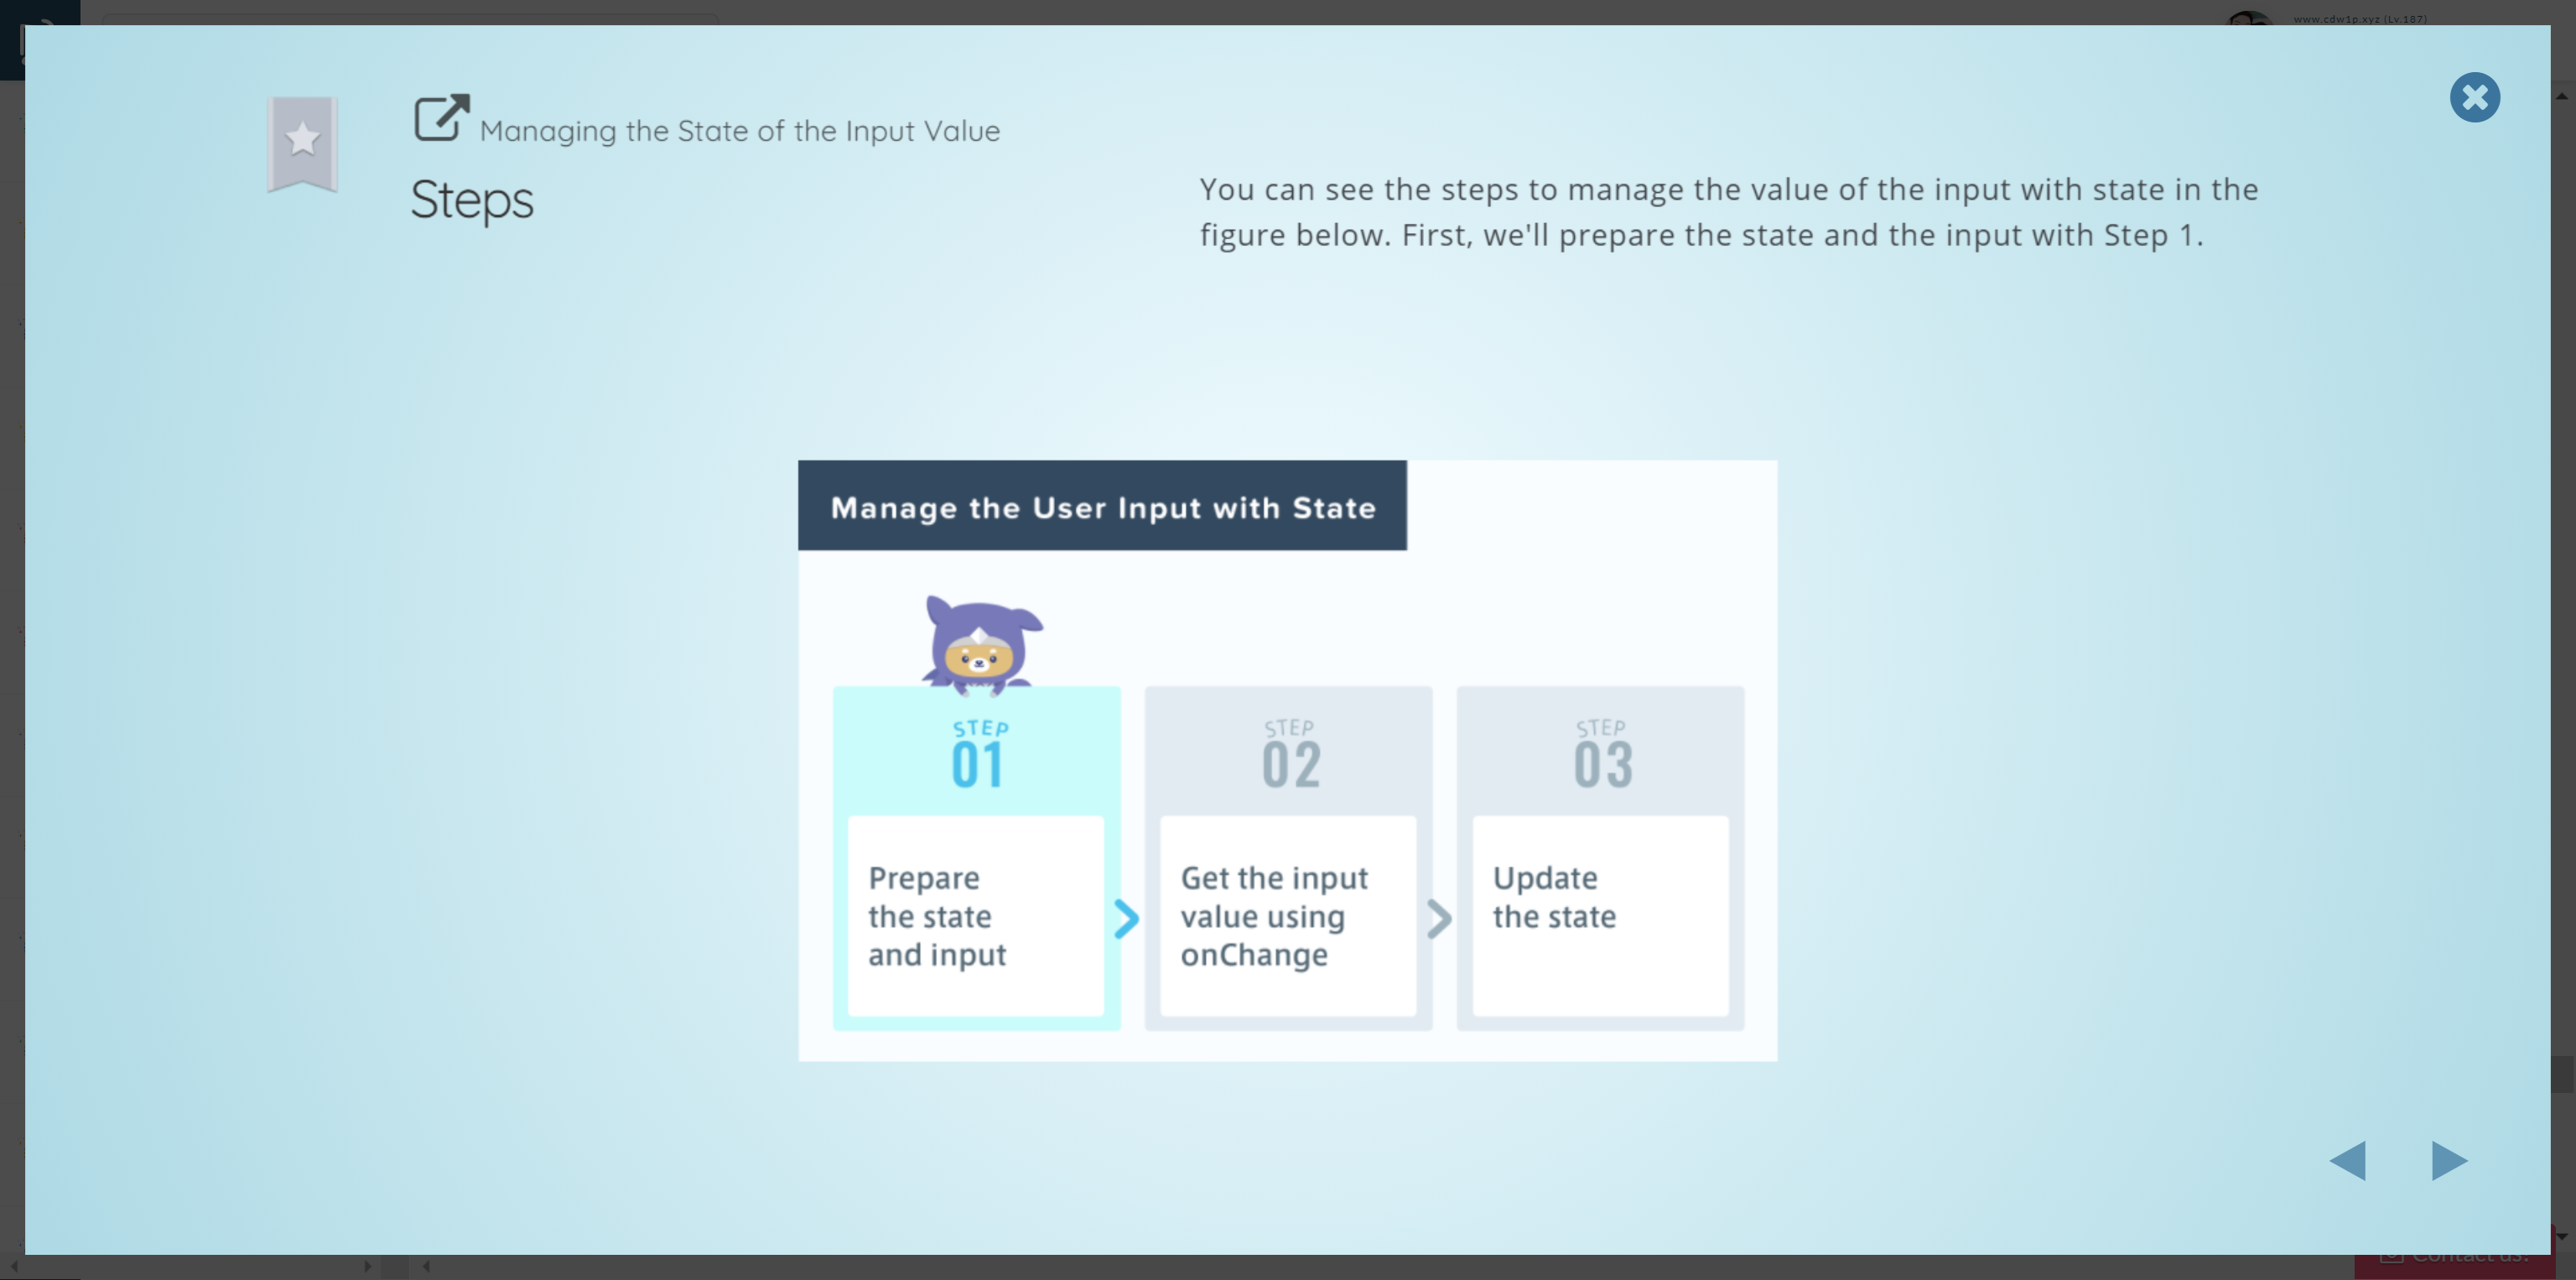 www.cdw1p.xyz (Lv.187)
Managing the State of the Input Value
Steps
You can see the steps to manage the value of the input with state in the
figure below. First, we'll prepare the state and the input with Step 1.
Manage the User Input with State
STEP
01
Prepare
the state
and input
STEP
02
Get the input
value using
onChange
STEP
03
Update
the state
Contact us!